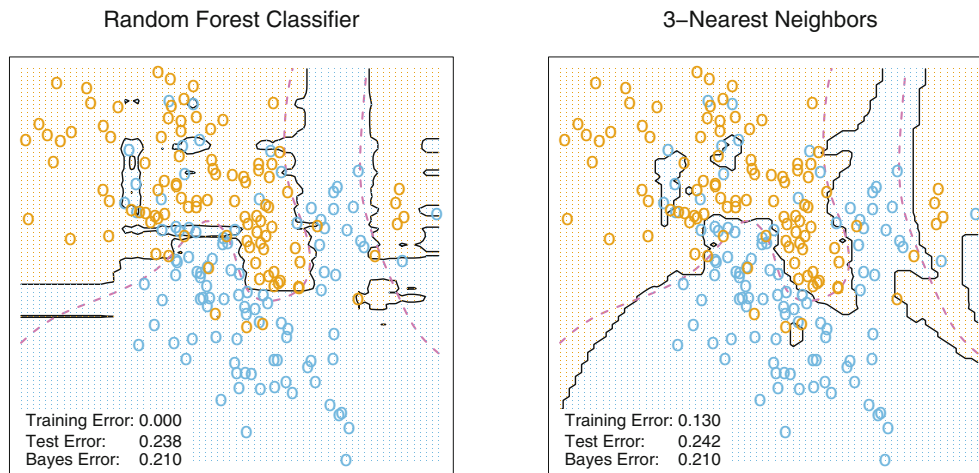 Random Forest Classifier
Training Error: 0.000
Test Error: 0.238
Bayes Error: 0.210
3−Nearest Neighbors
Training Error: 0.130
Test Error: 0.242
Bayes Error: 0.210